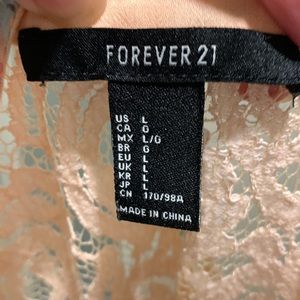 FOREVER 21
US L
CA G
MX L/G
BR G
EU L
UK L
KR L
JP L
CN 170/98A
MADE IN CHINA